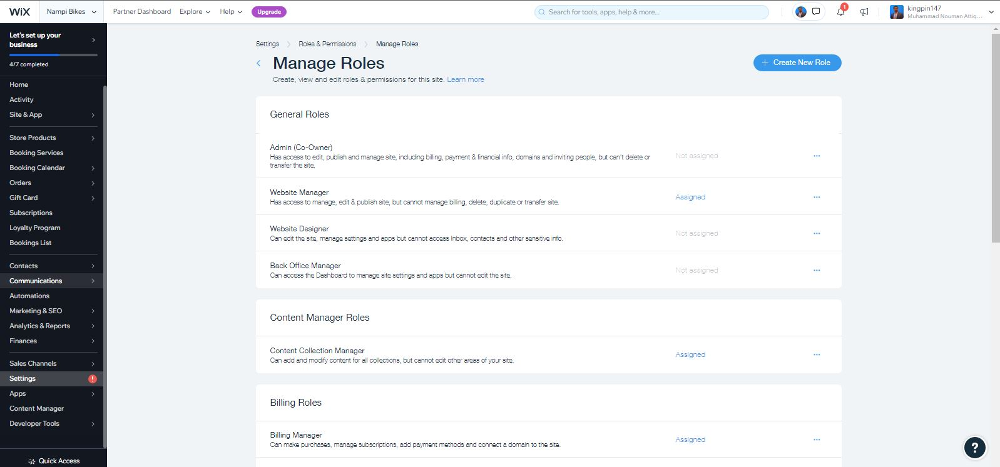 WiX
Nampi Bikes
Partner Dashboard
Explore
Help
Upgrade
Search for tools, apps, help & more...
1
kingpin147
Muhammad Nouman Attiq...
Let's set up your
business
4/7 completed
Home
Activity
Site & App
Store Products
Booking Services
Booking Calendar
Orders
Gift Card
Subscriptions
Loyalty Program
Bookings List
Contacts
Communications
Automations
Marketing & SEO
Analytics & Reports
Finances
Sales Channels
Settings
!
Apps
Content Manager
Developer Tools
Quick Access
Settings > Roles & Permissions > Manage Roles
Manage Roles
Create, view and edit roles & permissions for this site. Learn more
+ Create New Role
General Roles
Admin (Co-Owner)
Has access to edit, publish and manage site, including billing, payment & financial info, domains and inviting people, but can't delete or
transfer the site.
Not assigned
Website Manager
Has access to manage, edit & publish site, but cannot manage billing, delete, duplicate or transfer site.
Assigned
Website Designer
Can edit the site, manage settings and apps but cannot access Inbox, contacts and other sensitive info.
Not assigned
Back Office Manager
Can access the Dashboard to manage site settings and apps but cannot edit the site.
Not assigned
Content Manager Roles
Content Collection Manager
Can add and modify content for all collections, but cannot edit other areas of your site.
Assigned
Billing Roles
Billing Manager
Can make purchases, manage subscriptions, add payment methods and connect a domain to the site.
Assigned
?